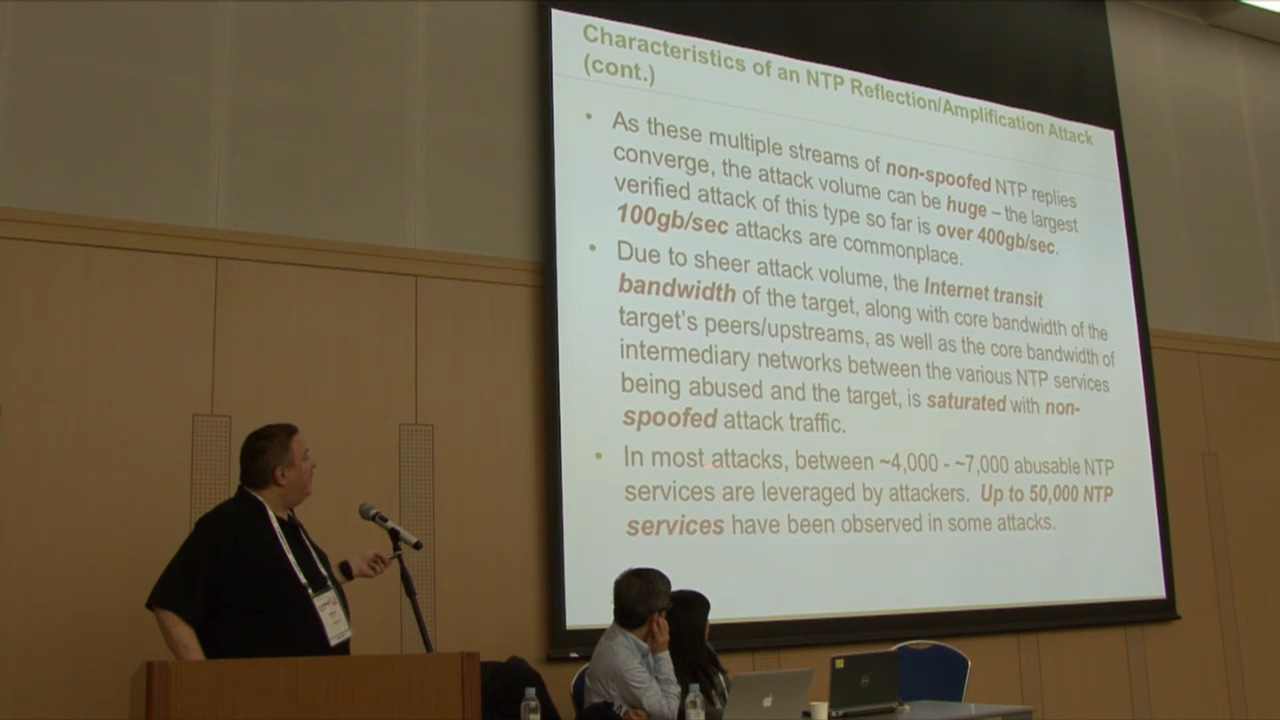 Characteristics of an NTP Reflection/Amplification Attack
(cont.)
• As these multiple streams of non-spoofed NTP replies
converge, the attack volume can be huge – the largest
verified attack of this type so far is over 400gb/sec.
100gb/sec attacks are commonplace.
• Due to sheer attack volume, the Internet transit
bandwidth of the target, along with core bandwidth of the
target's peers/upstreams, as well as the core bandwidth of
intermediary networks between the various NTP services
being abused and the target, is saturated with non-
spoofed attack traffic.
• In most attacks, between ~4,000 - ~7,000 abusable NTP
services are leveraged by attackers. Up to 50,000 NTP
services have been observed in some attacks.